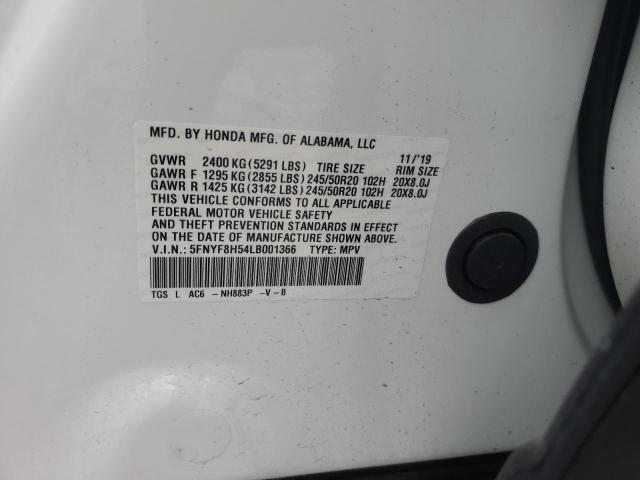 MFD. BY HONDA MFG. OF ALABAMA, LLC
11/'19
GVWR 2400 KG (5291 LBS) TIRE SIZE RIM SIZE
GAWR F 1295 KG (2855 LBS) 245/50R20 102H 20X8.0J
GAWR R 1425 KG (3142 LBS) 245/50R20 102H 20X8.0J
THIS VEHICLE CONFORMS TO ALL APPLICABLE
FEDERAL MOTOR VEHICLE SAFETY
AND THEFT PREVENTION STANDARDS IN EFFECT
ON THE DATE OF MANUFACTURE SHOWN ABOVE.
V.I.N.: 5FNYF8H54LB001366 TYPE: MPV
TGS L AC6 -NH883P -V-B